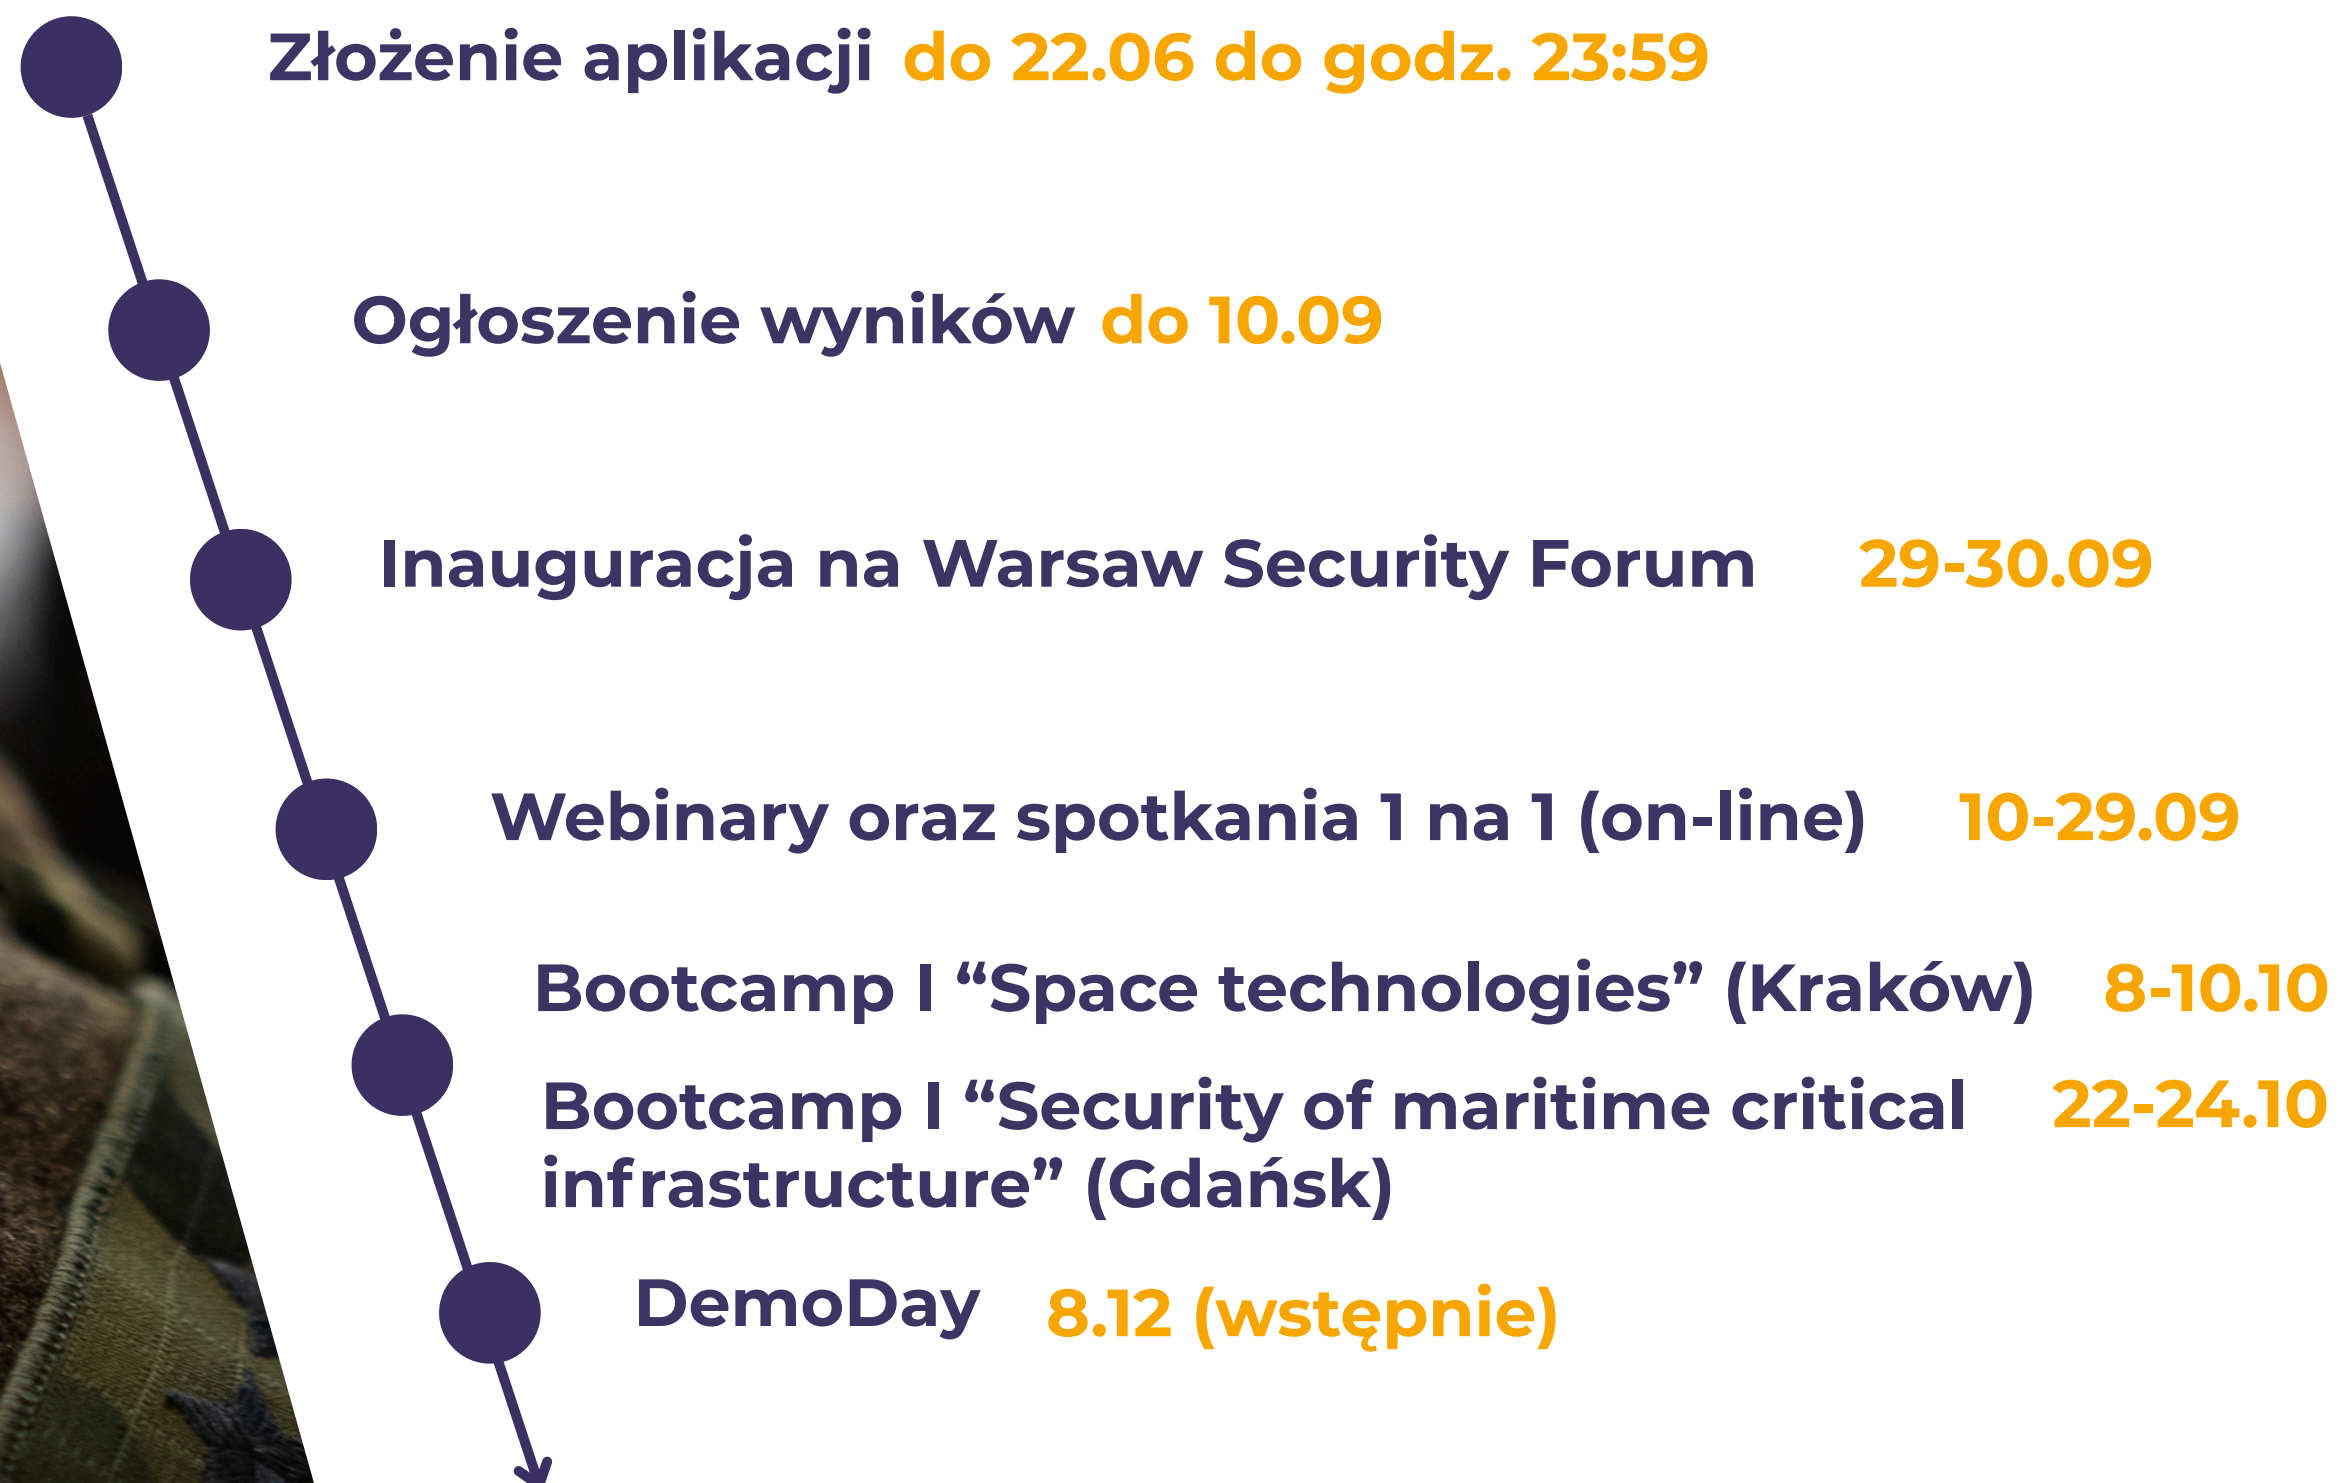 Złożenie aplikacji do 22.06 do godz. 23:59
Ogłoszenie wyników do 10.09
Inauguracja na Warsaw Security Forum 29-30.09
Webinary oraz spotkania 1 na 1 (on-line) 10-29.09
Bootcamp I “Space technologies” (Kraków) 8-10.10
Bootcamp I “Security of maritime critical 22-24.10
infrastructure” (Gdańsk)
DemoDay 8.12 (wstępnie)